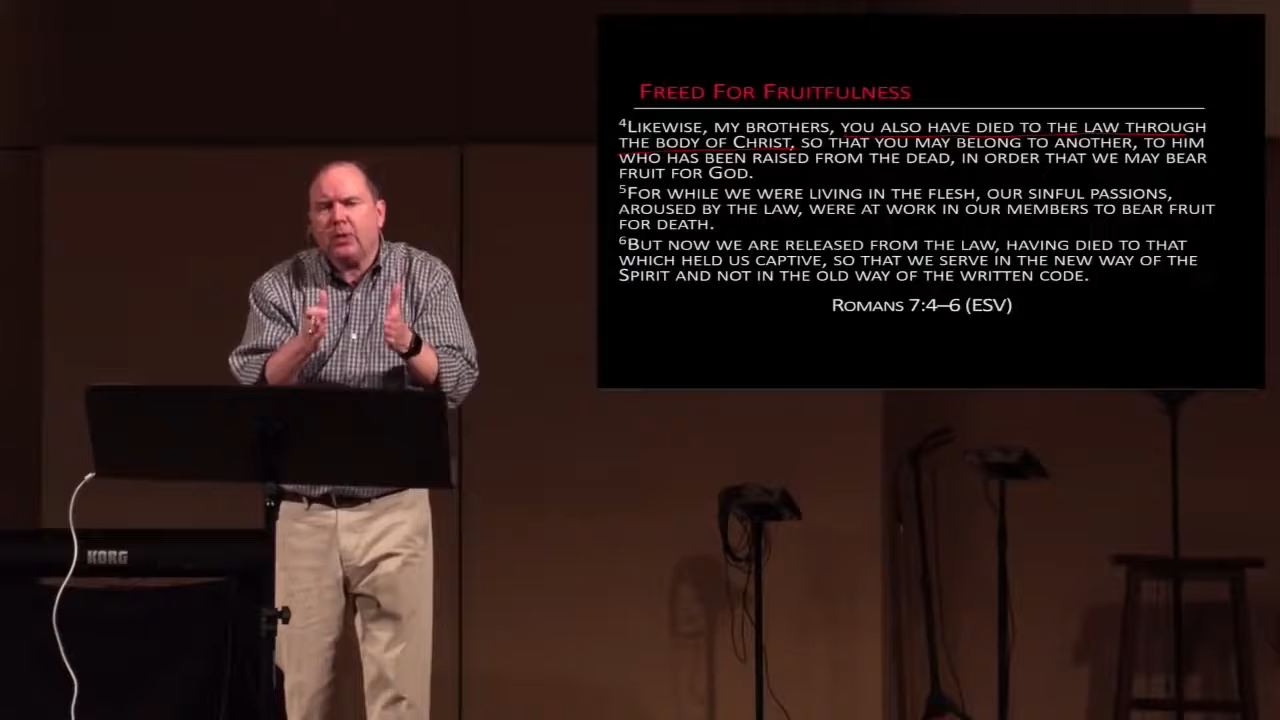 FREED FOR FRUITFULNESS
4LIKEWISE, MY BROTHERS, YOU ALSO HAVE DIED TO THE LAW THROUGH
THE BODY OF CHRIST, SO THAT YOU MAY BELONG TO ANOTHER, TO HIM
WHO HAS BEEN RAISED FROM THE DEAD, IN ORDER THAT WE MAY BEAR
FRUIT FOR GOD.
5FOR WHILE WE WERE LIVING IN THE FLESH, OUR SINFUL PASSIONS,
AROUSED BY THE LAW, WERE AT WORK IN OUR MEMBERS TO BEAR FRUIT
FOR DEATH.
6BUT NOW WE ARE RELEASED FROM THE LAW, HAVING DIED TO THAT
WHICH HELD US CAPTIVE, SO THAT WE SERVE IN THE NEW WAY OF THE
SPIRIT AND NOT IN THE OLD WAY OF THE WRITTEN CODE.
ROMANS 7:4–6 (ESV)
KORG